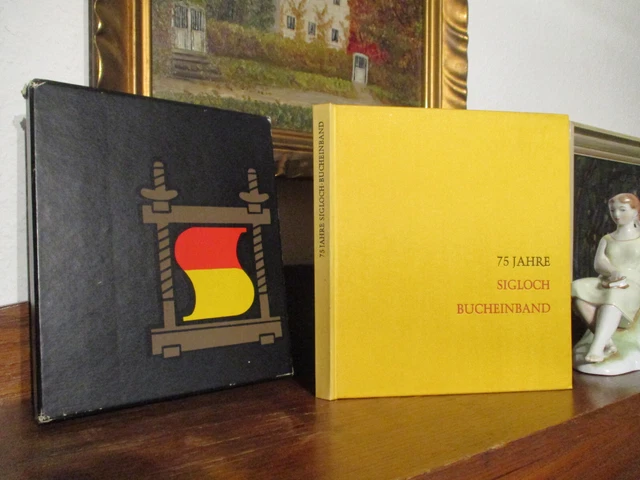 75 JAHRE SIGLOCH BUCHEINBAND
75 JAHRE
SIGLOCH
BUCHEINBAND